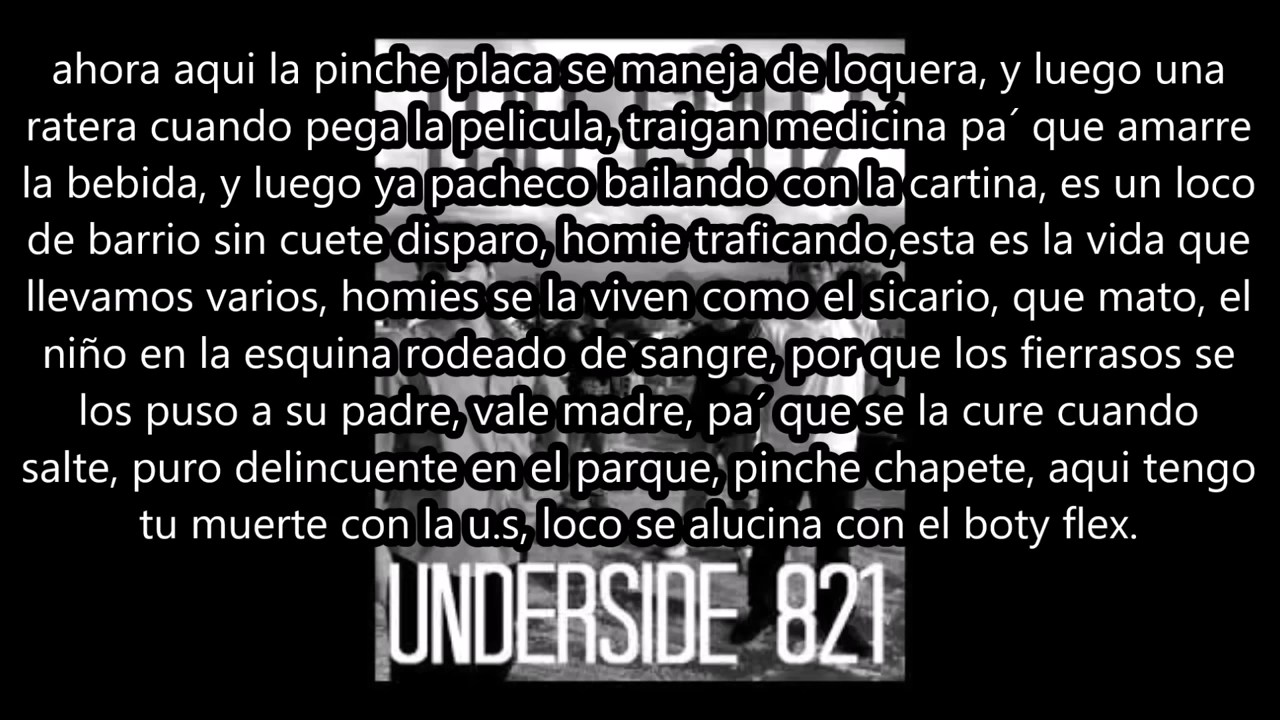 ahora aqui la pinche placa se maneja de loquera, y luego una
ratera cuando pega la pelicula, traigan medicina pa´ que amarre
la bebida, y luego ya pacheco bailando con la cartina, es un loco
de barrio sin cuete disparo, homie traficando,esta es la vida que
llevamos varios, homies se la viven como el sicario, que mato, el
niño en la esquina rodeado de sangre, por que los fierrasos se
los puso a su padre, vale madre, pa´ que se la cure cuando
salte, puro delincuente en el parque, pinche chapete, aqui tengo
tu muerte con la u.s, loco se alucina con el boty flex.
UNDERSIDE 821